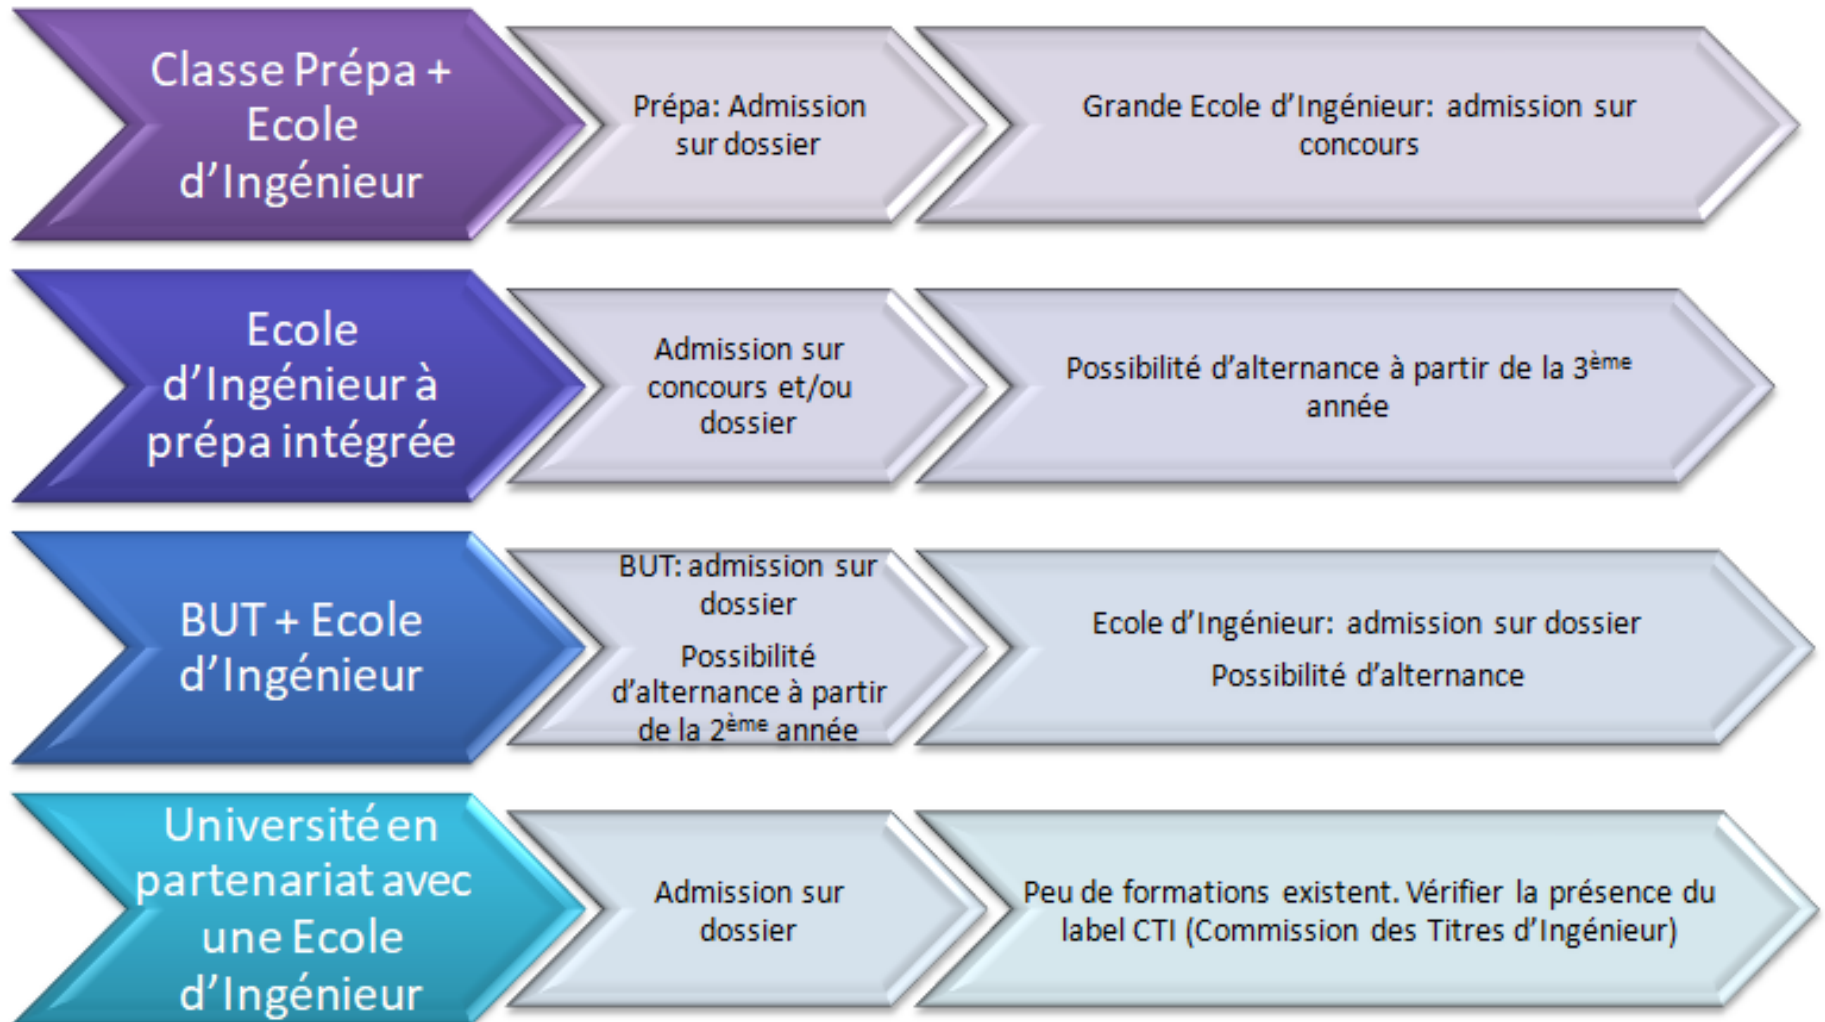 Classe Prépa +
Ecole
d'Ingénieur
Prépa: Admission
sur dossier
Grande Ecole d'Ingénieur: admission sur
concours
Ecole
d'Ingénieur à
prépa intégrée
Admission sur
concours et/ou
dossier
Possibilité d'alternance à partir de la 3ème
année
BUT + Ecole
d'Ingénieur
BUT: admission sur
dossier
Possibilité
d'alternance à partir
de la 2ème année
Ecole d'Ingénieur: admission sur dossier
Possibilité d'alternance
Université en
partenariat avec
une Ecole
d'Ingénieur
Admission sur
dossier
Peu de formations existent. Vérifier la présence du
label CTI (Commission des Titres d'Ingénieur)